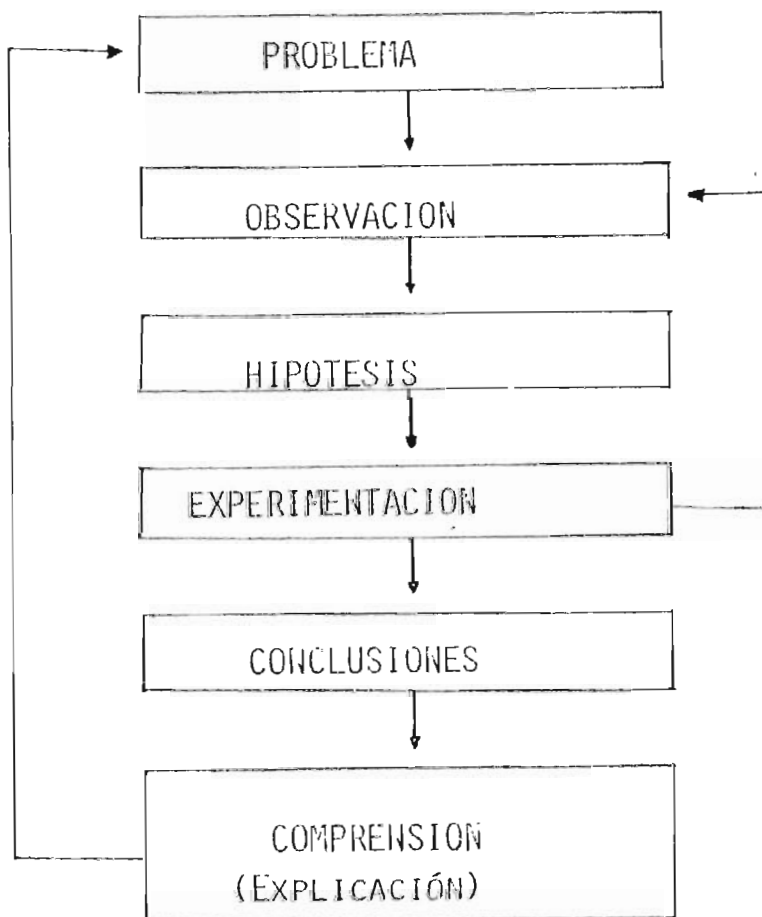 PROBLEMA
OBSERVACION
HIPOTESIS
EXPERIMENTACION
CONCLUSIONES
COMPRENSION
(EXPLICACIÓN)